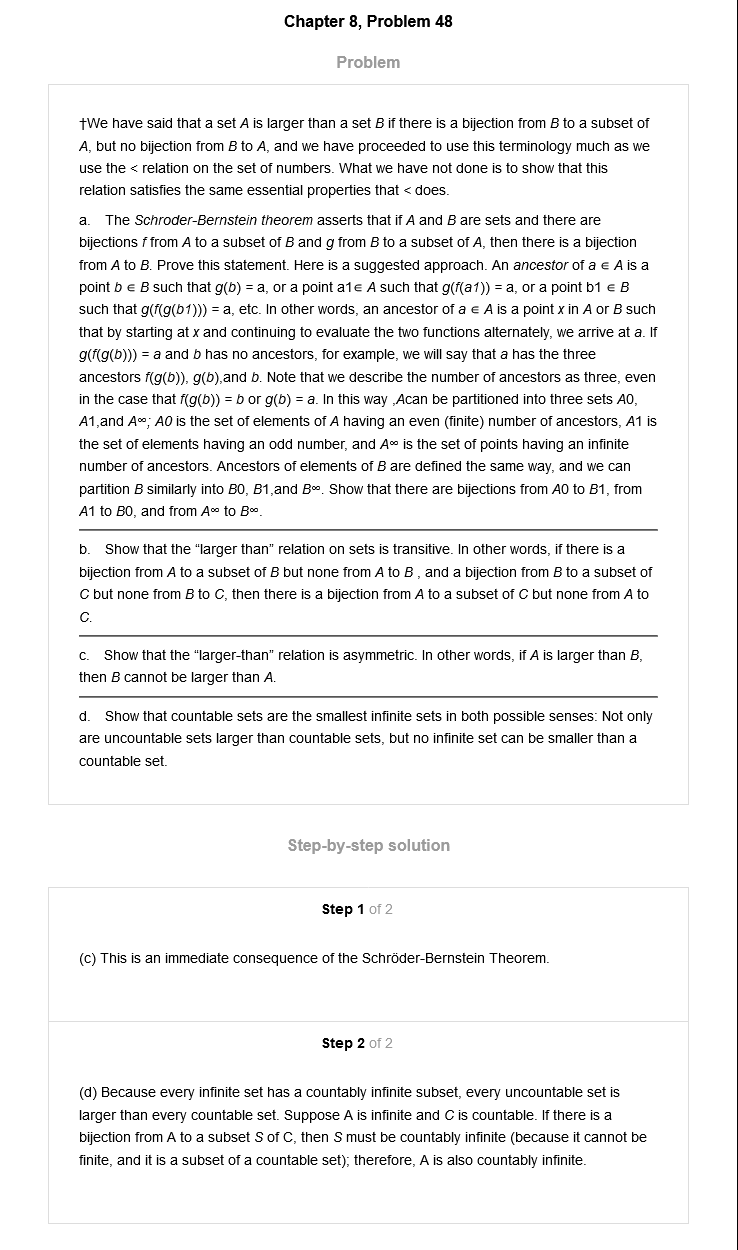 Chapter 8, Problem 48
Problem
†We have said that a set A is larger than a set B if there is a bijection from B to a subset of
A, but no bijection from B to A, and we have proceeded to use this terminology much as we
use the < relation on the set of numbers. What we have not done is to show that this
relation satisfies the same essential properties that < does.
a. The Schroder-Bernstein theorem asserts that if A and B are sets and there are
bijections f from A to a subset of B and g from B to a subset of A, then there is a bijection
from A to B. Prove this statement. Here is a suggested approach. An ancestor of a ∈ A is a
point b ∈ B such that g(b) = a, or a point a1∈ A such that g(f(a1)) = a, or a point b1 ∈ B
such that g(f(g(b1))) = a, etc. In other words, an ancestor of a ∈ A is a point x in A or B such
that by starting at x and continuing to evaluate the two functions alternately, we arrive at a. If
g(f(g(b))) = a and b has no ancestors, for example, we will say that a has the three
ancestors f(g(b)), g(b),and b. Note that we describe the number of ancestors as three, even
in the case that f(g(b)) = b or g(b) = a. In this way ,Acan be partitioned into three sets A0,
A1,and A∞; A0 is the set of elements of A having an even (finite) number of ancestors, A1 is
the set of elements having an odd number, and A∞ is the set of points having an infinite
number of ancestors. Ancestors of elements of B are defined the same way, and we can
partition B similarly into B0, B1,and B∞. Show that there are bijections from A0 to B1, from
A1 to B0, and from A∞ to B∞.
b. Show that the “larger than” relation on sets is transitive. In other words, if there is a
bijection from A to a subset of B but none from A to B , and a bijection from B to a subset of
C but none from B to C, then there is a bijection from A to a subset of C but none from A to
C.
c. Show that the “larger-than” relation is asymmetric. In other words, if A is larger than B,
then B cannot be larger than A.
d. Show that countable sets are the smallest infinite sets in both possible senses: Not only
are uncountable sets larger than countable sets, but no infinite set can be smaller than a
countable set.
Step-by-step solution
Step 1 of 2
(c) This is an immediate consequence of the Schröder-Bernstein Theorem.
Step 2 of 2
(d) Because every infinite set has a countably infinite subset, every uncountable set is
larger than every countable set. Suppose A is infinite and C is countable. If there is a
bijection from A to a subset S of C, then S must be countably infinite (because it cannot be
finite, and it is a subset of a countable set); therefore, A is also countably infinite.